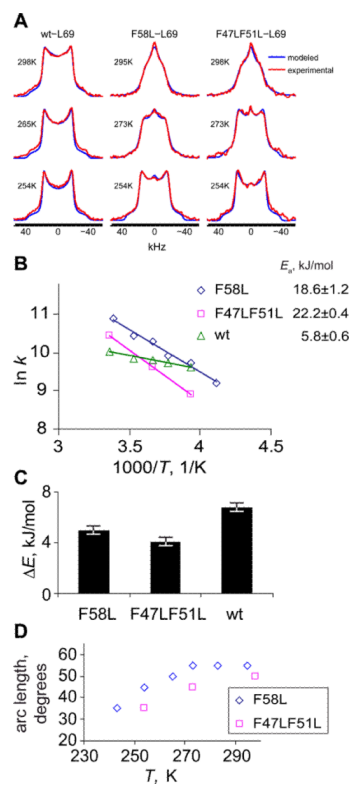 A
wt–L69 F58L–L69 F47LF51L–L69
298K 295K 298K
modeled
experimental
265K 273K 273K
254K 254K 254K
40 0 −40 40 0 −40 40 0 −40
kHz
B
Eₐ, kJ/mol
F58L 18.6±1.2
F47LF51L 22.2±0.4
wt 5.8±0.6
ln k
11
10
9
8
3 3.5 4 4.5
1000/T, 1/K
C
ΔE, kJ/mol
8
4
0
F58L F47LF51L wt
D
arc length, degrees
60
50
40
30
20
230 250 270 290
T, K
F58L
F47LF51L